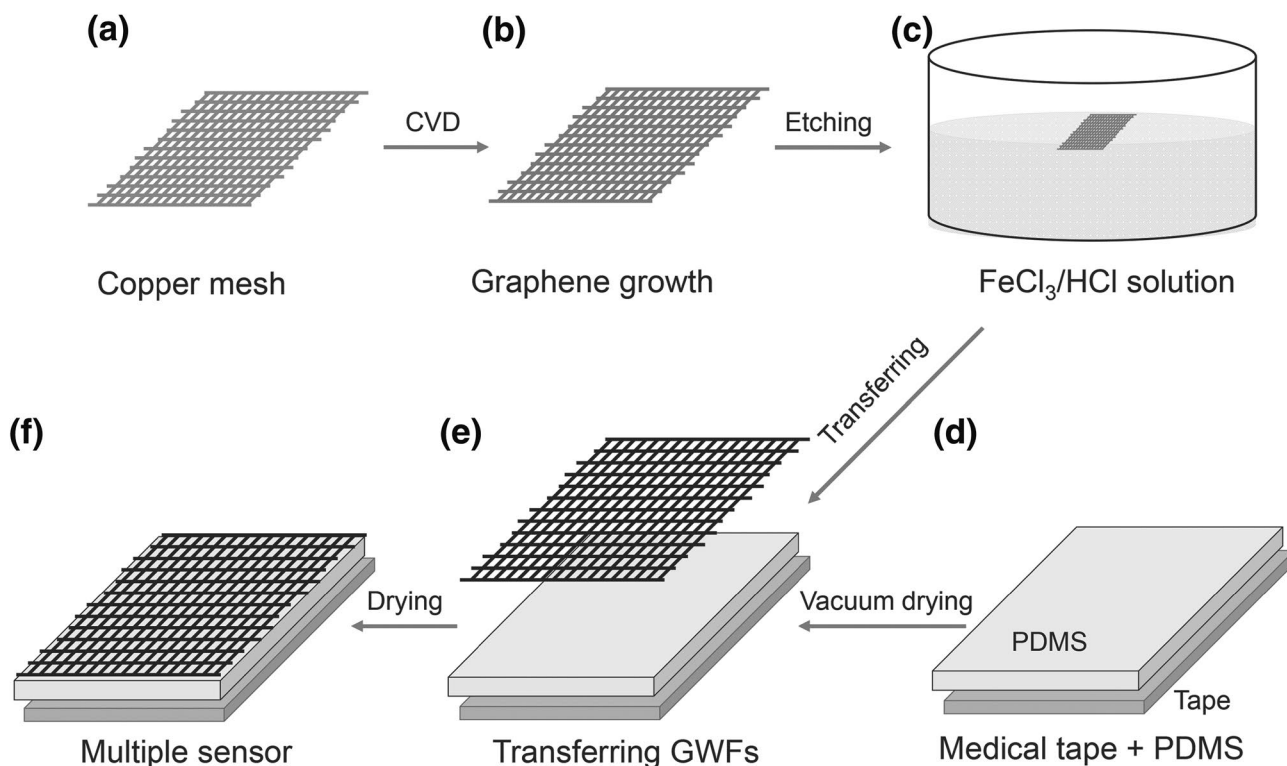 (a)
(b)
(c)
CVD
Etching
Copper mesh
Graphene growth
FeCl₃/HCl solution
Transferring
(f)
(e)
(d)
Drying
Vacuum drying
PDMS
Tape
Multiple sensor
Transferring GWFs
Medical tape + PDMS